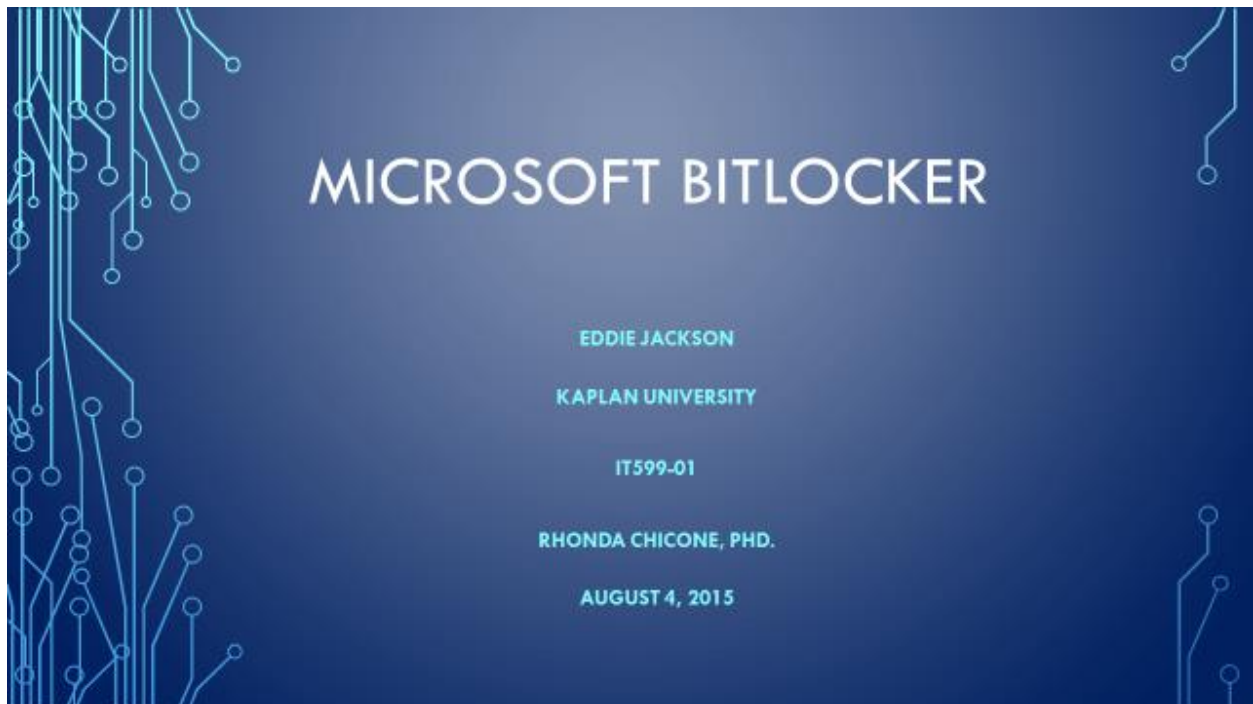 MICROSOFT BITLOCKER
EDDIE JACKSON
KAPLAN UNIVERSITY
IT599-01
RHONDA CHICONE, PHD.
AUGUST 4, 2015